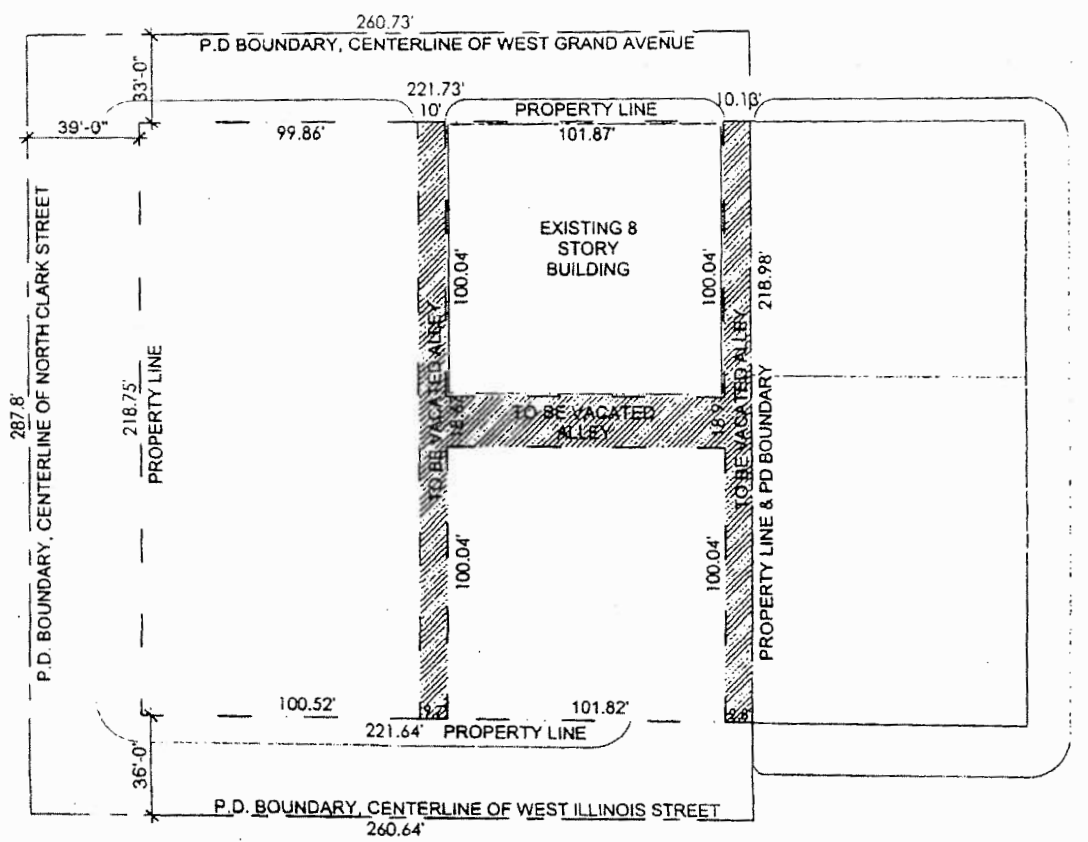 260.73'
P.D BOUNDARY, CENTERLINE OF WEST GRAND AVENUE
33'-0"
221.73'
10'
PROPERTY LINE
10.13'
39'-0"
99.86'
101.87'
EXISTING 8
STORY
BUILDING
100.04'
100.04'
218.98'
287.8'
P.D. BOUNDARY, CENTERLINE OF NORTH CLARK STREET
218.75'
PROPERTY LINE
TO BE VACATED ALLEY
TO BE VACATED
ALLEY
18.9'
TO BE VACATED ALLEY
PROPERTY LINE & PD BOUNDARY
100.04'
100.04'
100.52'
101.82'
221.64'
PROPERTY LINE
36'-0"
P.D. BOUNDARY, CENTERLINE OF WEST ILLINOIS STREET
260.64'